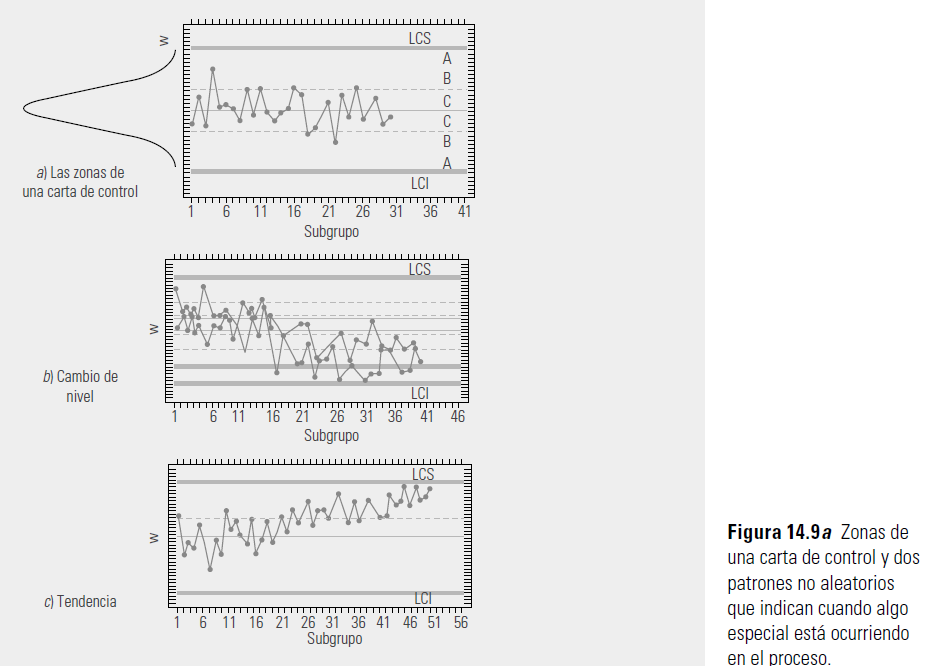 W
LCS
A
B
C
C
B
A
LCI
a) Las zonas de
una carta de control
1 6 11 16 21 26 31 36 41
Subgrupo
LCS
W
b) Cambio de
nivel
LCI
1 6 11 16 21 26 31 36 41 46
Subgrupo
LCS
W
c) Tendencia
LCI
1 6 11 16 21 26 31 36 41 46 51 56
Subgrupo
Figura 14.9a Zonas de
una carta de control y dos
patrones no aleatorios
que indican cuando algo
especial está ocurriendo
en el proceso.